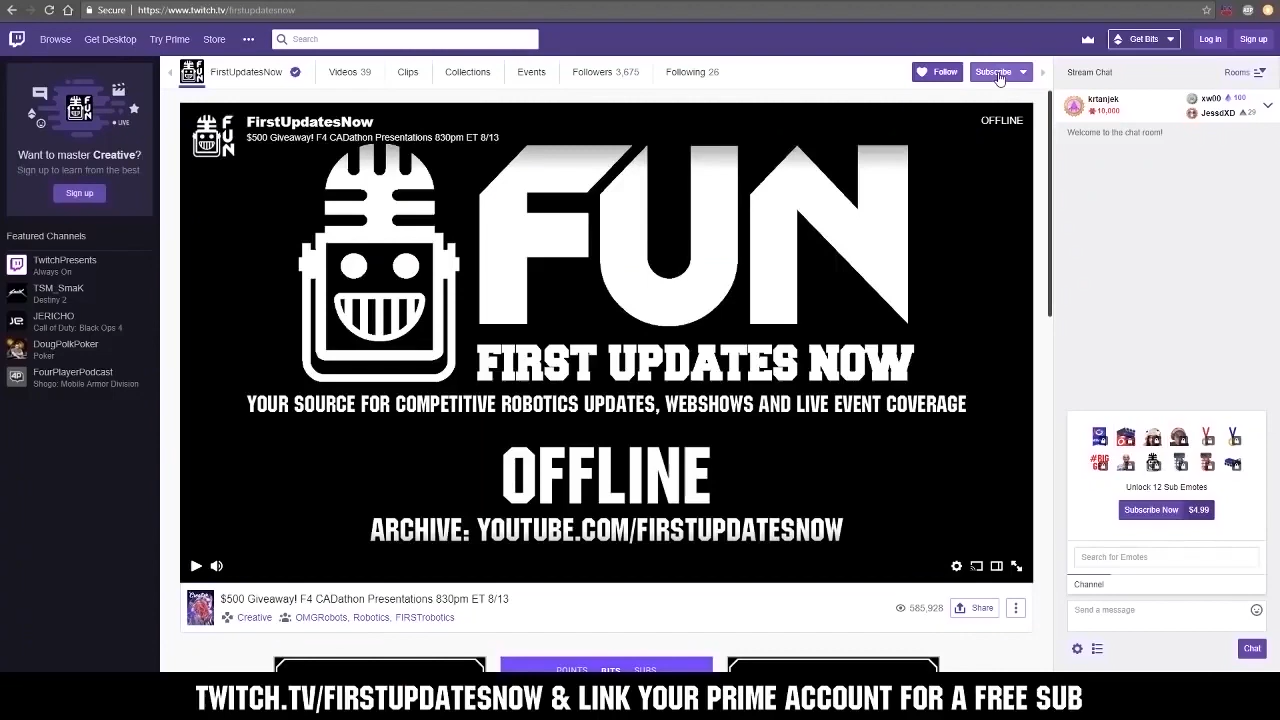 Secure
https://www.twitch.tv/firstupdatesnow
Browse
Get Desktop
Try Prime
Store
Search
Get Bits
Log in
Sign up
Want to master Creative?
Sign up to learn from the best
Sign up
LIVE
Featured Channels
TwitchPresents
Always On
TSM_SmaK
Destiny 2
JERICHO
Call of Duty: Black Ops 4
DougPolkPoker
Poker
FourPlayerPodcast
Shogo: Mobile Armor Division
FUN
FirstUpdatesNow
Videos 39
Clips
Collections
Events
Followers 3,675
Following 26
Follow
Subscribe
FUN
FirstUpdatesNow
$500 Giveaway! F4 CADathon Presentations 830pm ET 8/13
OFFLINE
FUN
FIRST UPDATES NOW
YOUR SOURCE FOR COMPETITIVE ROBOTICS UPDATES, WEBSHOWS AND LIVE EVENT COVERAGE
OFFLINE
ARCHIVE: YOUTUBE.COM/FIRSTUPDATESNOW
$500 Giveaway! F4 CADathon Presentations 830pm ET 8/13
Creative
OMGRobots, Robotics, FIRSTrobotics
585,928
Share
POINTS BITS SUBS
Stream Chat
Rooms
krtanjek
10,000
xw00 100
JessdXD 29
Welcome to the chat room!
Unlock 12 Sub Emotes
Subscribe Now $4.99
Search for Emotes
Channel
Send a message
Chat
TWITCH.TV/FIRSTUPDATESNOW & LINK YOUR PRIME ACCOUNT FOR A FREE SUB